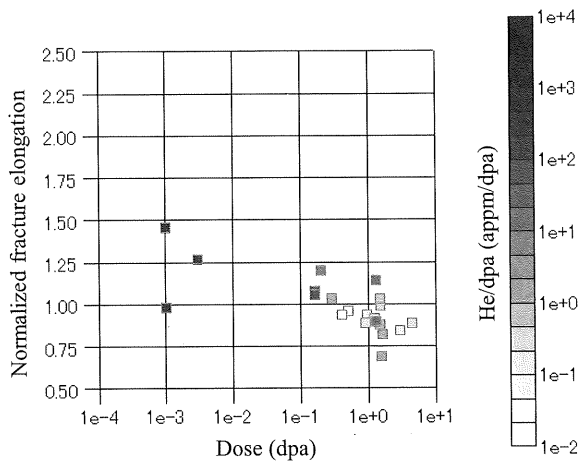 2.50
2.25
2.00
1.75
1.50
1.25
1.00
0.75
0.50
Normalized fracture elongation
1e-4
1e-3
1e-2
1e-1
1e+0
1e+1
Dose (dpa)
1e+4
1e+3
1e+2
1e+1
1e+0
1e-1
1e-2
He/dpa (appm/dpa)